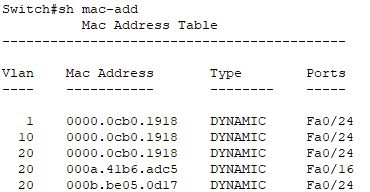 Switch#sh mac-add
Mac Address Table
-------------------------------------------
Vlan Mac Address Type Ports
---- ----------- -------- -----
1 0000.0cb0.1918 DYNAMIC Fa0/24
10 0000.0cb0.1918 DYNAMIC Fa0/24
20 0000.0cb0.1918 DYNAMIC Fa0/24
20 000a.41b6.adc5 DYNAMIC Fa0/16
20 000b.be05.0d17 DYNAMIC Fa0/24